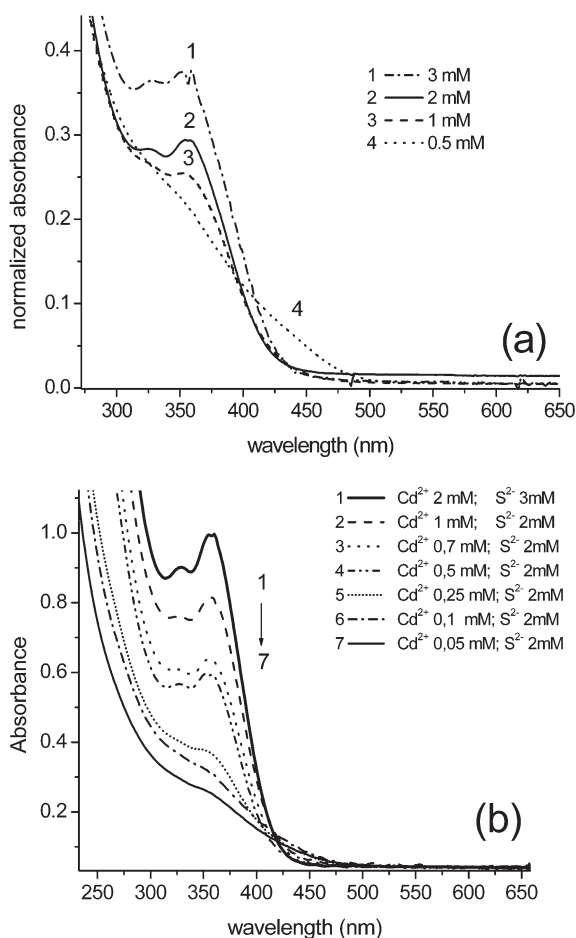 0.4
0.3
0.2
0.1
0.0
normalized absorbance
1
2
3
4
1 3 mM
2 2 mM
3 1 mM
4 0.5 mM
(a)
300 350 400 450 500 550 600 650
wavelength (nm)
1.0
0.8
0.6
0.4
0.2
Absorbance
1
7
1 Cd²⁺ 2 mM; S²⁻ 3mM
2 Cd²⁺ 1 mM; S²⁻ 2mM
3 Cd²⁺ 0,7 mM; S²⁻ 2mM
4 Cd²⁺ 0,5 mM; S²⁻ 2mM
5 Cd²⁺ 0,25 mM; S²⁻ 2mM
6 Cd²⁺ 0,1 mM; S²⁻ 2mM
7 Cd²⁺ 0,05 mM; S²⁻ 2mM
(b)
250 300 350 400 450 500 550 600 650
wavelength (nm)